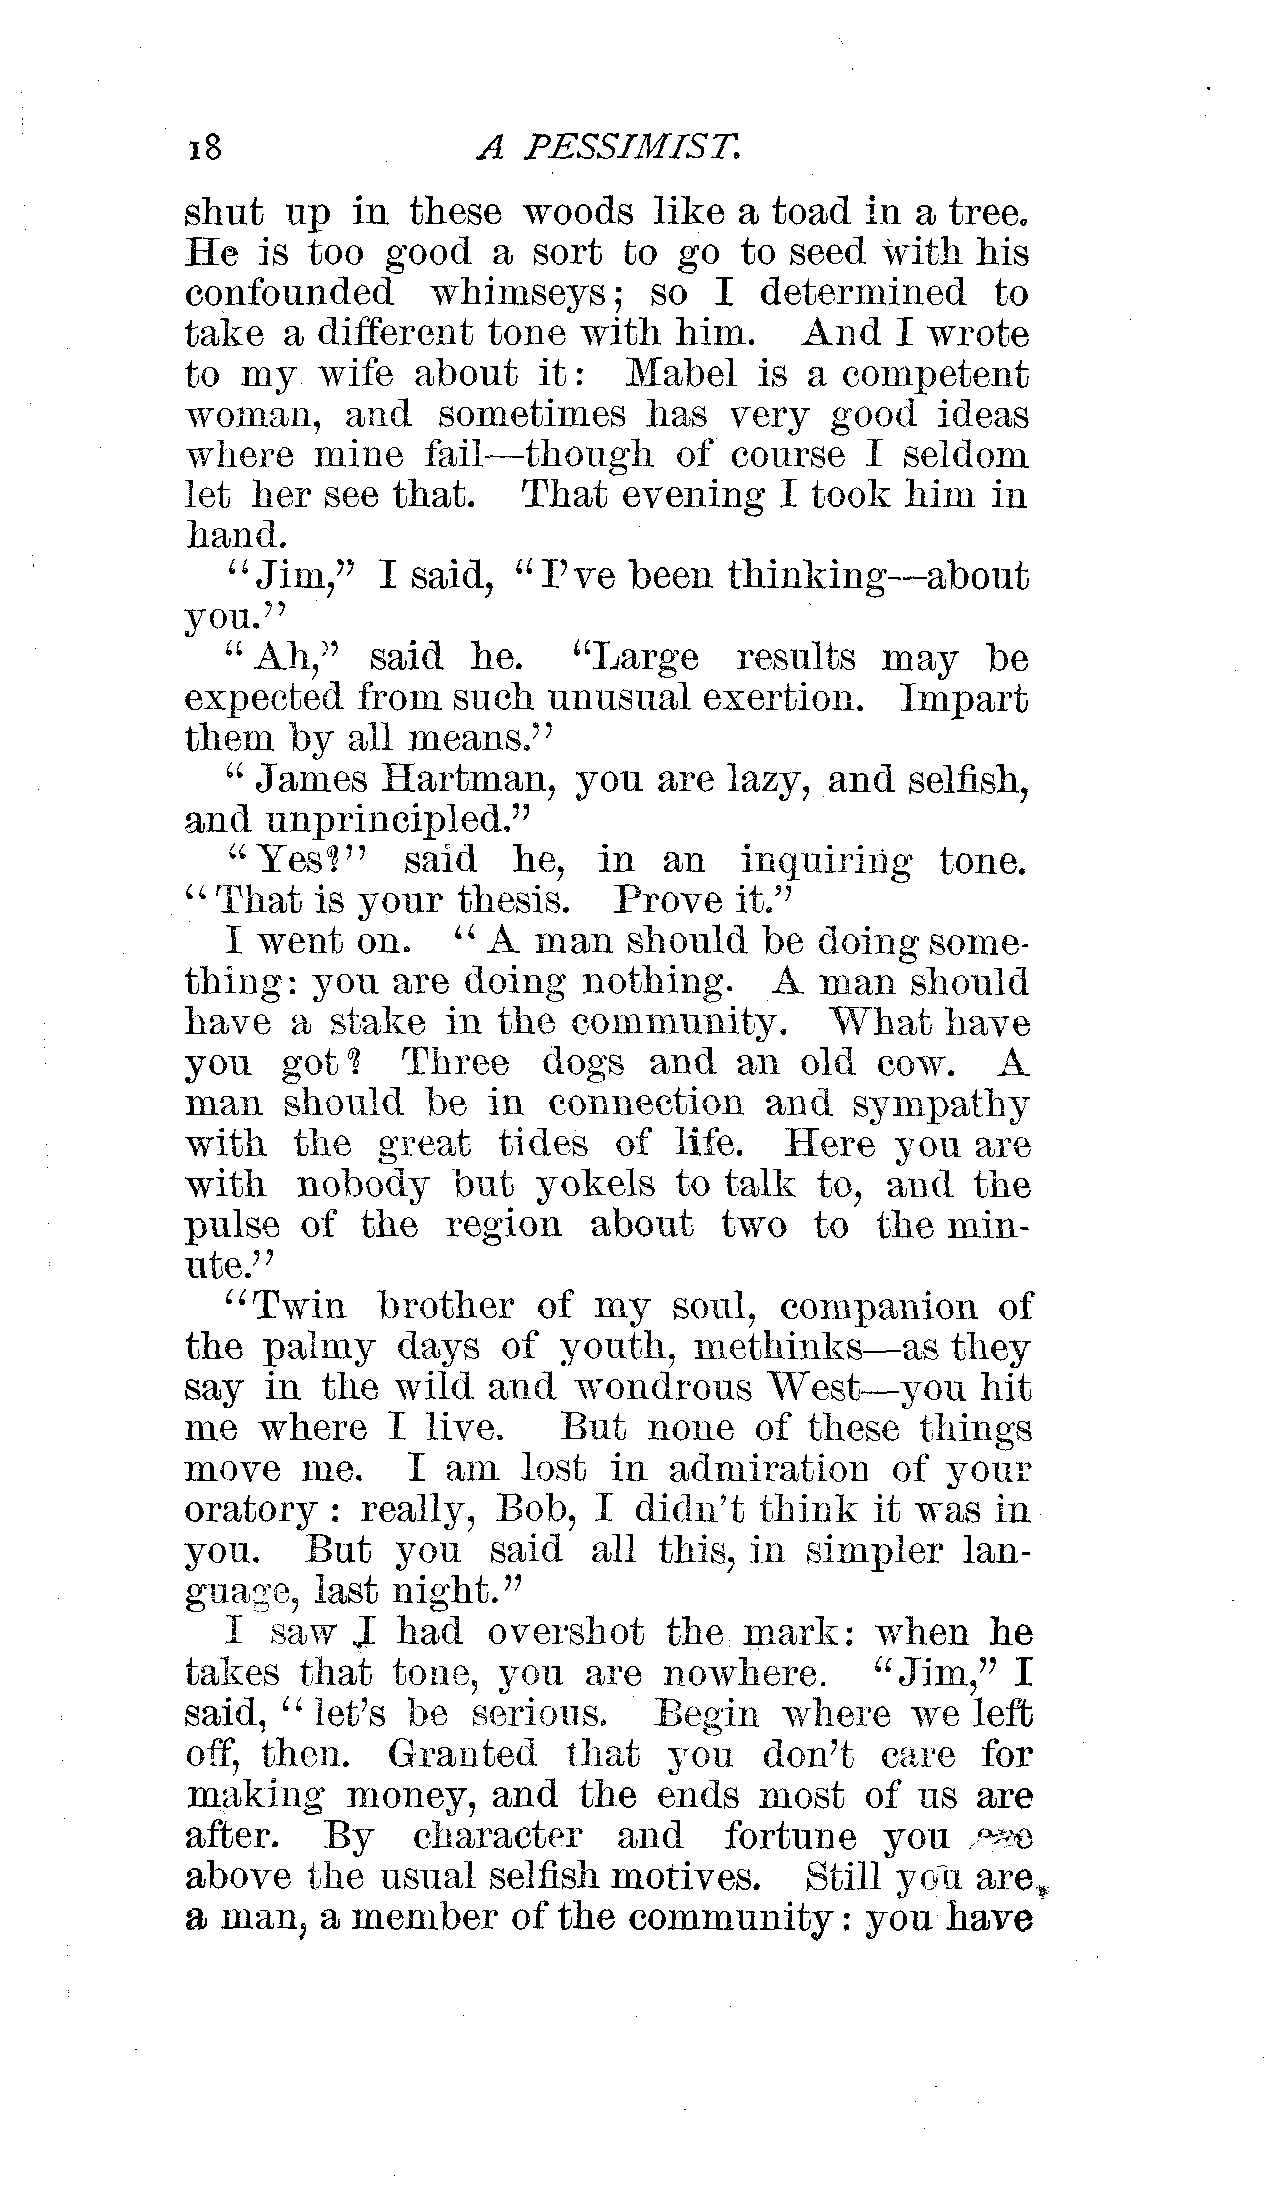 18 A PESSIMIST.
shut up in these woods like a toad in a tree.
He is too good a sort to go to seed with his
confounded whimseys; so I determined to
take a different tone with him. And I wrote
to my wife about it: Mabel is a competent
woman, and sometimes has very good ideas
where mine fail—though of course I seldom
let her see that. That evening I took him in
hand.
"Jim," I said, "I've been thinking—about
you."
"Ah," said he. "Large results may be
expected from such unusual exertion. Impart
them by all means."
"James Hartman, you are lazy, and selfish,
and unprincipled."
"Yes?" said he, in an inquiring tone.
"That is your thesis. Prove it."
I went on. "A man should be doing some-
thing: you are doing nothing. A man should
have a stake in the community. What have
you got? Three dogs and an old cow. A
man should be in connection and sympathy
with the great tides of life. Here you are
with nobody but yokels to talk to, and the
pulse of the region about two to the min-
ute."
"Twin brother of my soul, companion of
the palmy days of youth, methinks—as they
say in the wild and wondrous West—you hit
me where I live. But none of these things
move me. I am lost in admiration of your
oratory: really, Bob, I didn't think it was in
you. But you said all this, in simpler lan-
guage, last night."
I saw I had overshot the mark: when he
takes that tone, you are nowhere. "Jim," I
said, "let's be serious. Begin where we left
off, then. Granted that you don't care for
making money, and the ends most of us are
after. By character and fortune you
above the usual selfish motives. Still you are
a man, a member of the community: you have